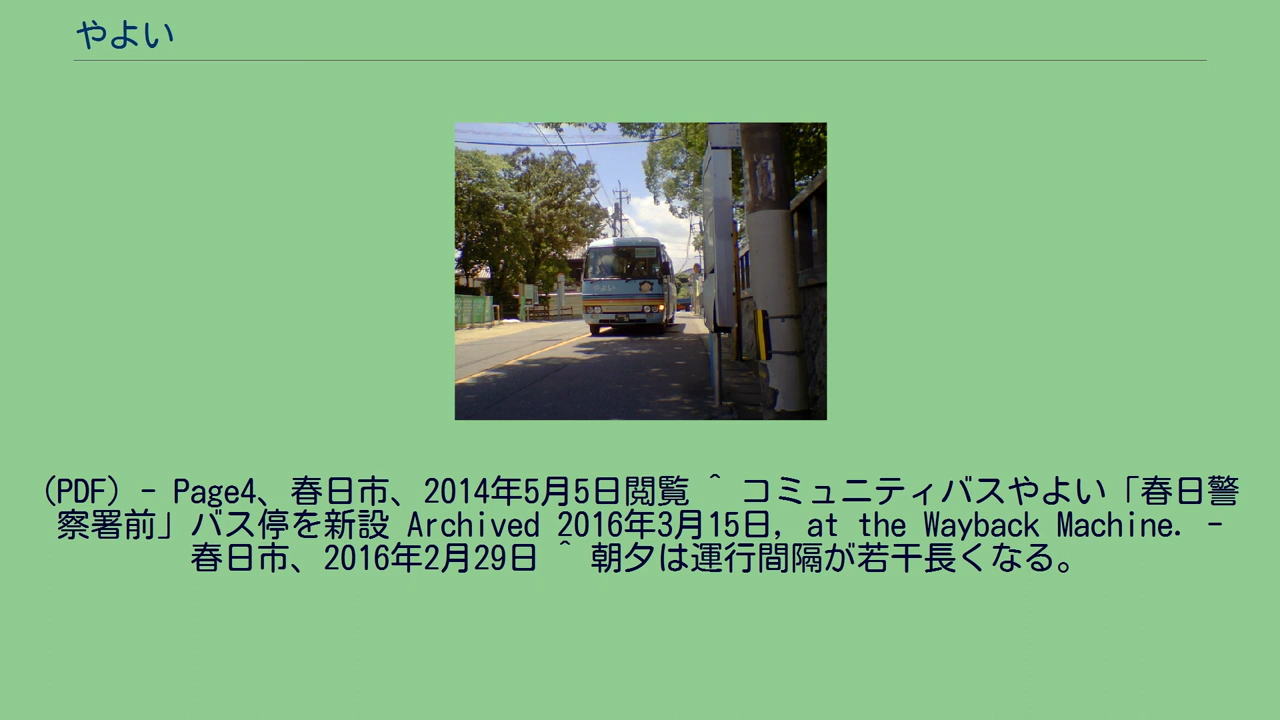 やよい
やよい
(PDF) - Page4、春日市、2014年5月5日閲覧 ^ コミュニティバスやよい「春日警
察署前」バス停を新設 Archived 2016年3月15日, at the Wayback Machine. -
春日市、2016年2月29日 ^ 朝夕は運行間隔が若干長くなる。